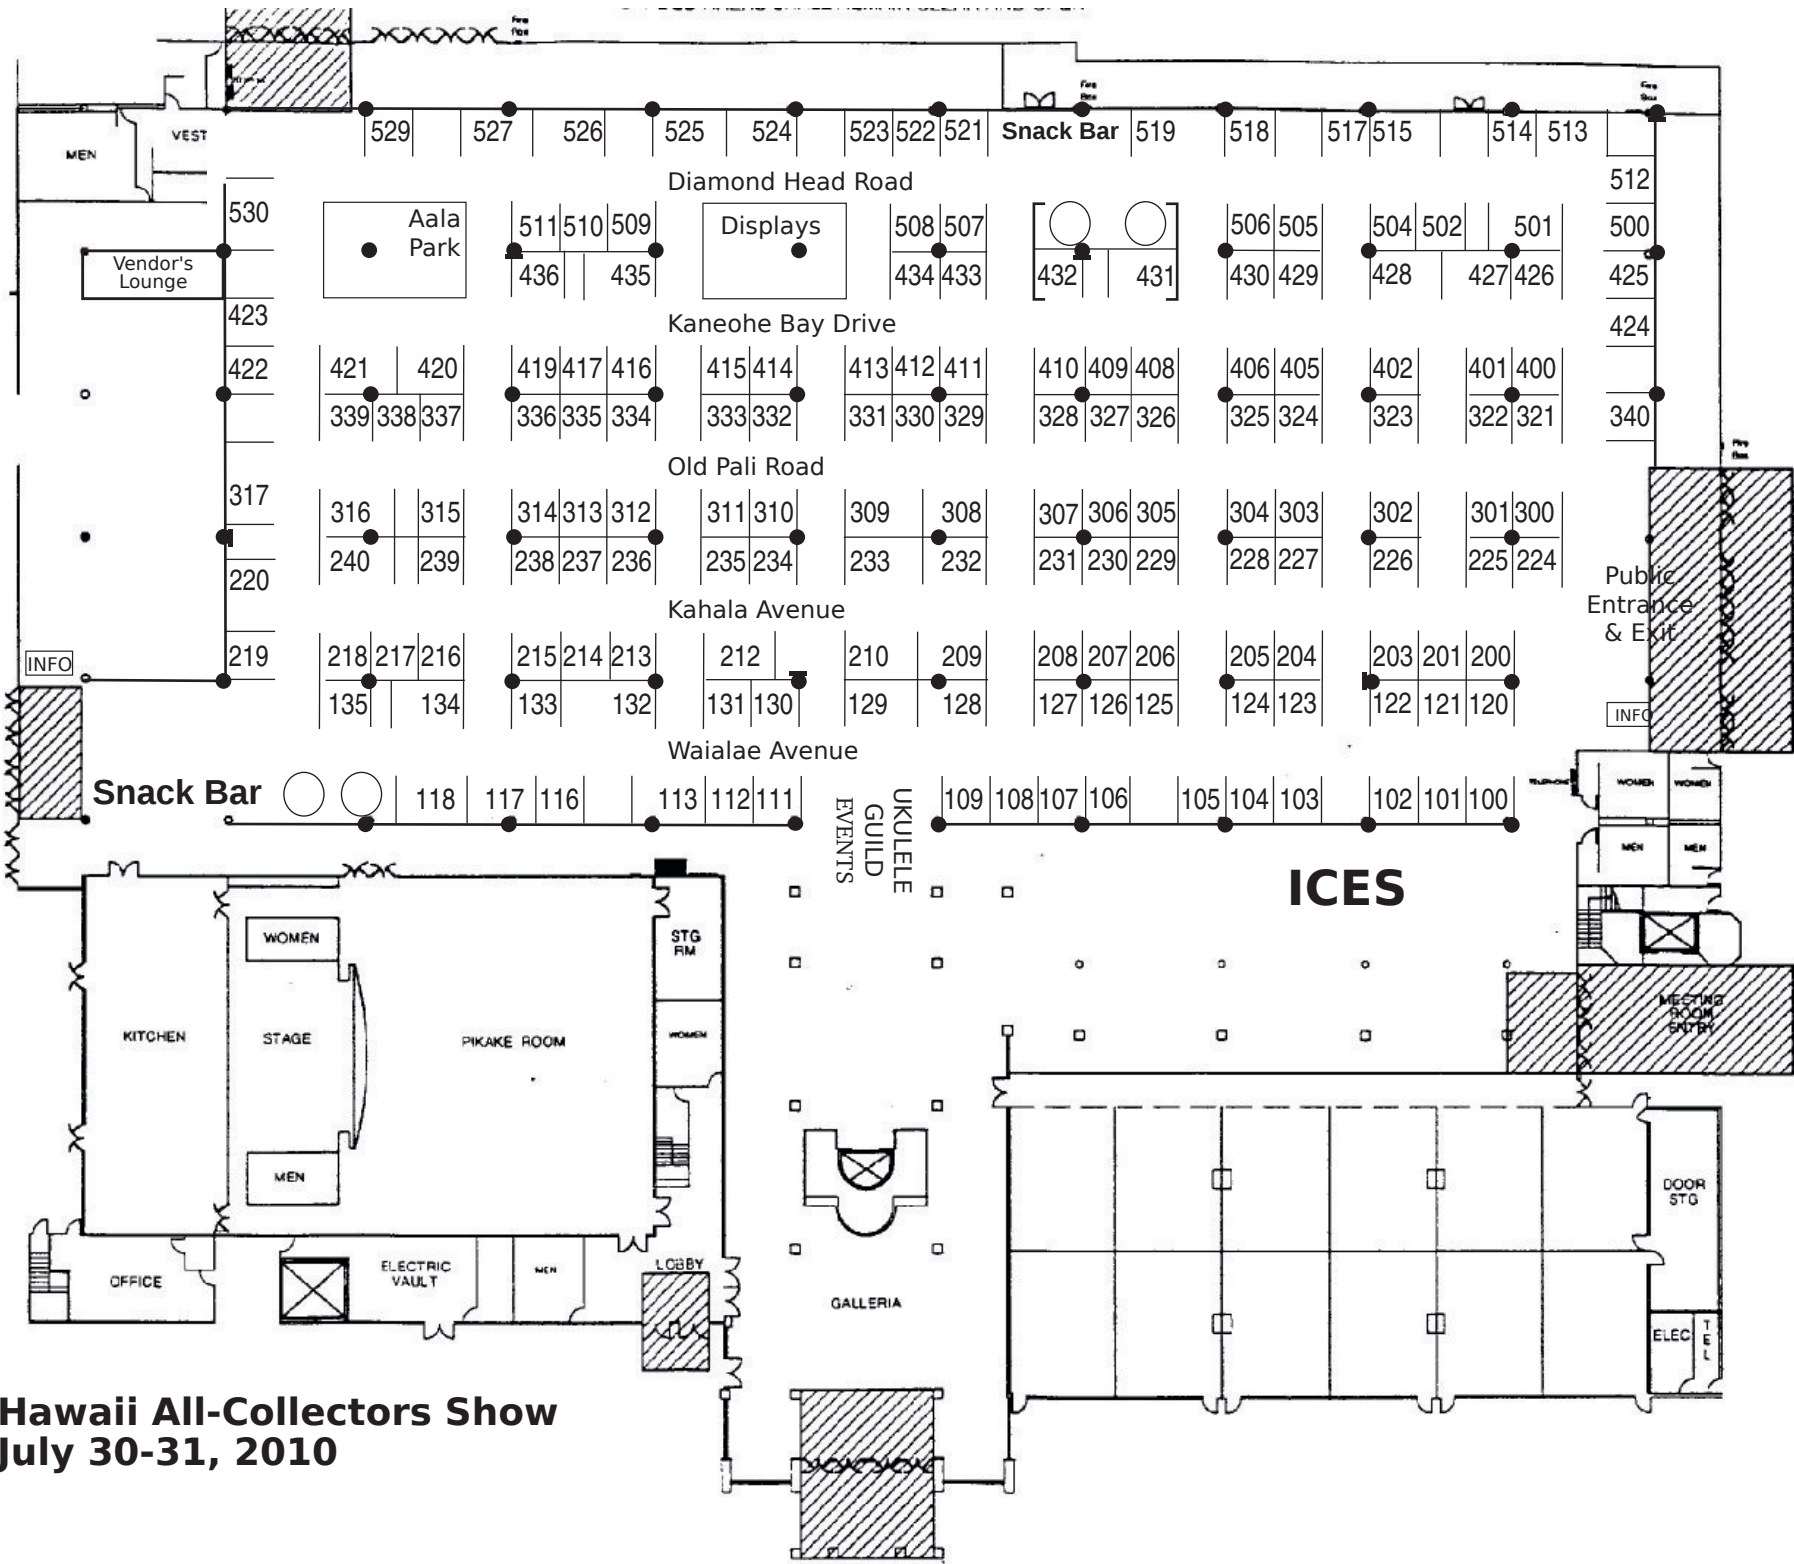 Fire
Box
529 527 526 525 524 523 522 521 Snack Bar 519 518 517 515 514 513
Fire
Box
Fire
Box
MEN
VEST
Diamond Head Road
512
530
Aala
Park
511 510 509
Displays
508 507
506 505
504 502 501
500
Vendor's
Lounge
436 435
434 433
432 431
430 429
428 427 426
425
423
Kaneohe Bay Drive
424
422
421 420
419 417 416
415 414
413 412 411
410 409 408
406 405
402
401 400
339 338 337
336 335 334
333 332
331 330 329
328 327 326
325 324
323
322 321
340
Fire
Box
Old Pali Road
317
316 315
314 313 312
311 310
309 308
307 306 305
304 303
302
301 300
240 239
238 237 236
235 234
233 232
231 230 229
228 227
226
225 224
220
Public
Entrance
& Exit
Kahala Avenue
INFO
219
218 217 216
215 214 213
212
210 209
208 207 206
205 204
203 201 200
135 134
133 132
131 130
129 128
127 126 125
124 123
122 121 120
INFO
Waialae Avenue
Snack Bar
118 117 116 113 112 111
UKULELE
GUILD
EVENTS
109 108 107 106 105 104 103 102 101 100
TELEPHONE
WOMEN
WOMEN
MEN
MEN
ICES
WOMEN
STG
RM
KITCHEN
STAGE
PIKAKE ROOM
WOMEN
MEETING
ROOM
ENTRY
MEN
DOOR
STG
OFFICE
ELECTRIC
VAULT
MEN
LOBBY
GALLERIA
ELEC
TEL
Hawaii All-Collectors Show
July 30-31, 2010